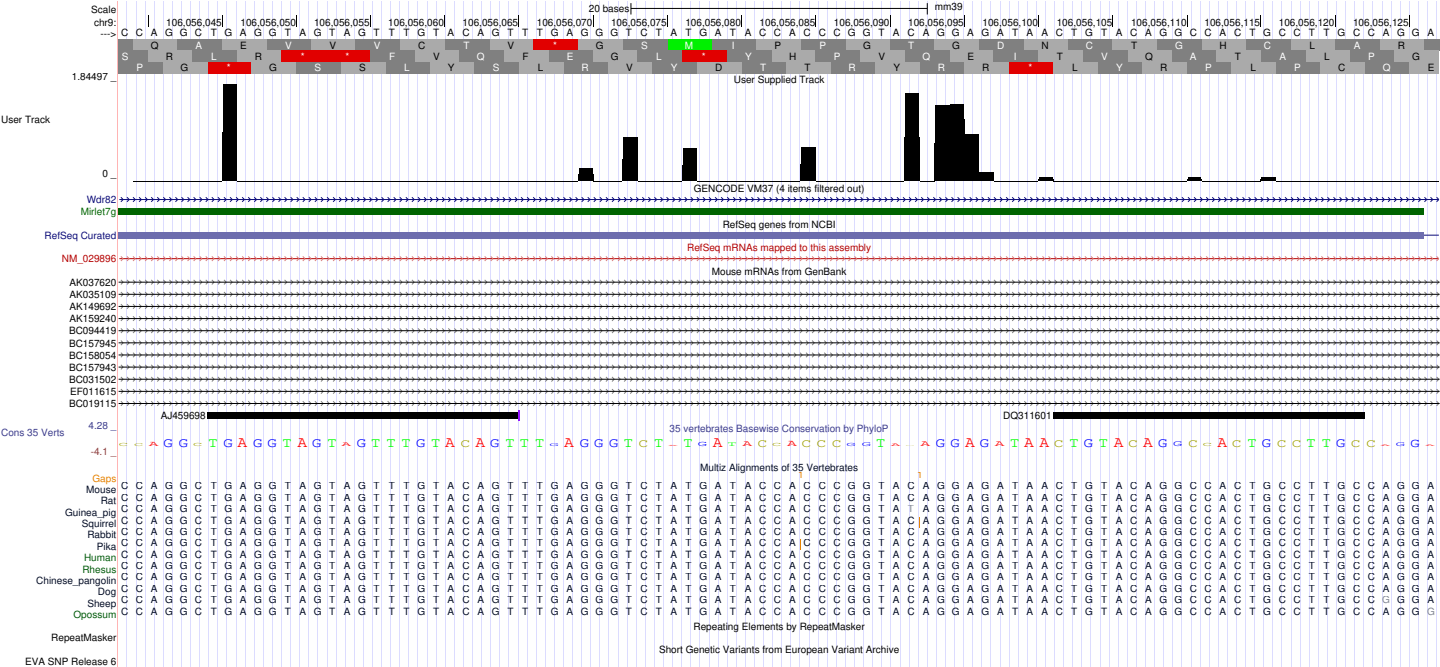 Scale 20 bases mm39
chr9: 106,056,045 106,056,050 106,056,055 106,056,060 106,056,065 106,056,070 106,056,075 106,056,080 106,056,085 106,056,090 106,056,095 106,056,100 106,056,105 106,056,110 106,056,115 106,056,120 106,056,125
---> C C A G G C T G A G G T A G T A G T T T G T A C A G T T T G A G G G T C T A T G A T A C C A C C C G G T A C A G G A G A T A A C T G T A C A G G C C A C T G C C T T G C C A G G A
Q A E V V V C T V * G S M I P P G T G D N C T G H C L A R
S R L R * * F V Q F E G L * Y H P V Q E I T V Q A T A L P G
P G * G S S L Y S L R V Y D T T R Y R R * L Y R P L P C Q E
1.84497 _
User Supplied Track
User Track
0 _
GENCODE VM37 (4 items filtered out)
Wdr82
Mirlet7g
RefSeq genes from NCBI
RefSeq Curated
RefSeq mRNAs mapped to this assembly
NM_029896
Mouse mRNAs from GenBank
AK037620
AK035109
AK149692
AK159240
BC094419
BC157945
BC158054
BC157943
BC031502
EF011615
BC019115
AJ459698 DQ311601
4.28 _
35 vertebrates Basewise Conservation by PhyloP
Cons 35 Verts
-4.1 _
Multiz Alignments of 35 Vertebrates
Gaps 1 1
Mouse C C A G G C T G A G G T A G T A G T T T G T A C A G T T T G A G G G T C T A T G A T A C C A C C C G G T A C A G G A G A T A A C T G T A C A G G C C A C T G C C T T G C C A G G A
Rat C C A G G C T G A G G T A G T A G T T T G T A C A G T T T G A G G G T C T A T G A T A C C A C C C G G T A C A G G A G A T A A C T G T A C A G G C C A C T G C C T T G C C A G G A
Guinea_pig C C A G G C T G A G G T A G T A G T T T G T A C A G T T T G A G G G T C T A T G A T A C C A C C C G G T A T A G G A G A T A A C T G T A C A G G C C A C T G C C T T G C C A G G A
Squirrel C C A G G C T G A G G T A G T A G T T T G T A C A G T T T G A G G G T C T A T G A T A C C A C C C G G T A C A G G A G A T A A C T G T A C A G G C C A C T G C C T T G C C A G G A
Rabbit C C A G G C T G A G G T A G T A G T T T G T A C A G T T T G A G G G T C T A T G A T A C C A C C C G G T A C A G G A G A T A A C T G T A C A G G C C A C T G C C T T G C C A G G A
Pika C C A G G C T G A G G T A G T A G T T T G T A C A G T T T G A G G G T C T A T G A T A C C A C C C G G T A C A G G A G A T A A C T G T A C A G G C C A C T G C C T T G C C A G G A
Human C C A G G C T G A G G T A G T A G T T T G T A C A G T T T G A G G G T C T A T G A T A C C A C C C G G T A C A G G A G A T A A C T G T A C A G G C C A C T G C C T T G C C A G G A
Rhesus C C A G G C T G A G G T A G T A G T T T G T A C A G T T T G A G G G T C T A T G A T A C C A C C C G G T A C A G G A G A T A A C T G T A C A G G C C A C T G C C T T G C C A G G A
Chinese_pangolin C C A G G C T G A G G T A G T A G T T T G T A C A G T T T G A G G G T C T A T G A T A C C A C C C G G T A C A G G A G A T A A C T G T A C A G G C C A C T G C C T T G C C A G G A
Dog C C A G G C T G A G G T A G T A G T T T G T A C A G T T T G A G G G T C T A T G A T A C C A C C C G G T A C A G G A G A T A A C T G T A C A G G C C A C T G C C T T G C C A G G A
Sheep C C A G G C T G A G G T A G T A G T T T G T A C A G T T T G A G G G T C T A T G A T A C C A C C C G G T A C A G G A G A T A A C T G T A C A G G C C A C T G C C T T G C C G G G A
Opossum C C A G G C T G A G G T A G T A G T T T G T A C A G T T T G A G G G T C T A T G A T A C C A C C C G G T A C A G G A G A T A A C T G T A C A G G C C A C T G C C T T G C C A G G G
Repeating Elements by RepeatMasker
RepeatMasker
Short Genetic Variants from European Variant Archive
EVA SNP Release 6